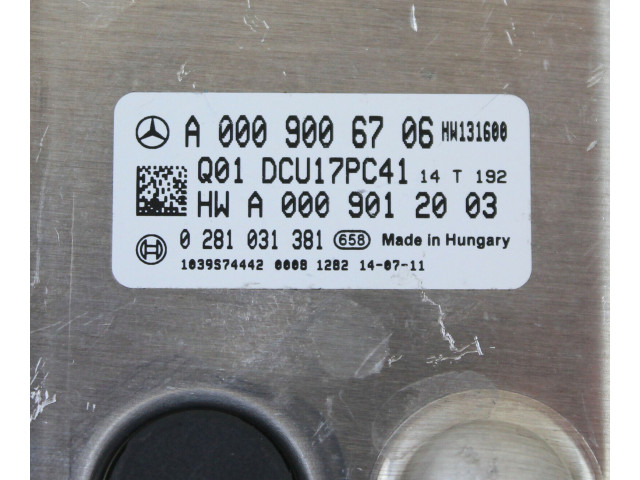 A 000 900 67 06 HW131600
Q01 DCU17PC41 14 T 192
HW A 000 901 20 03
0 281 031 381 658 Made in Hungary
1039S74442 0008 1282 14-07-11